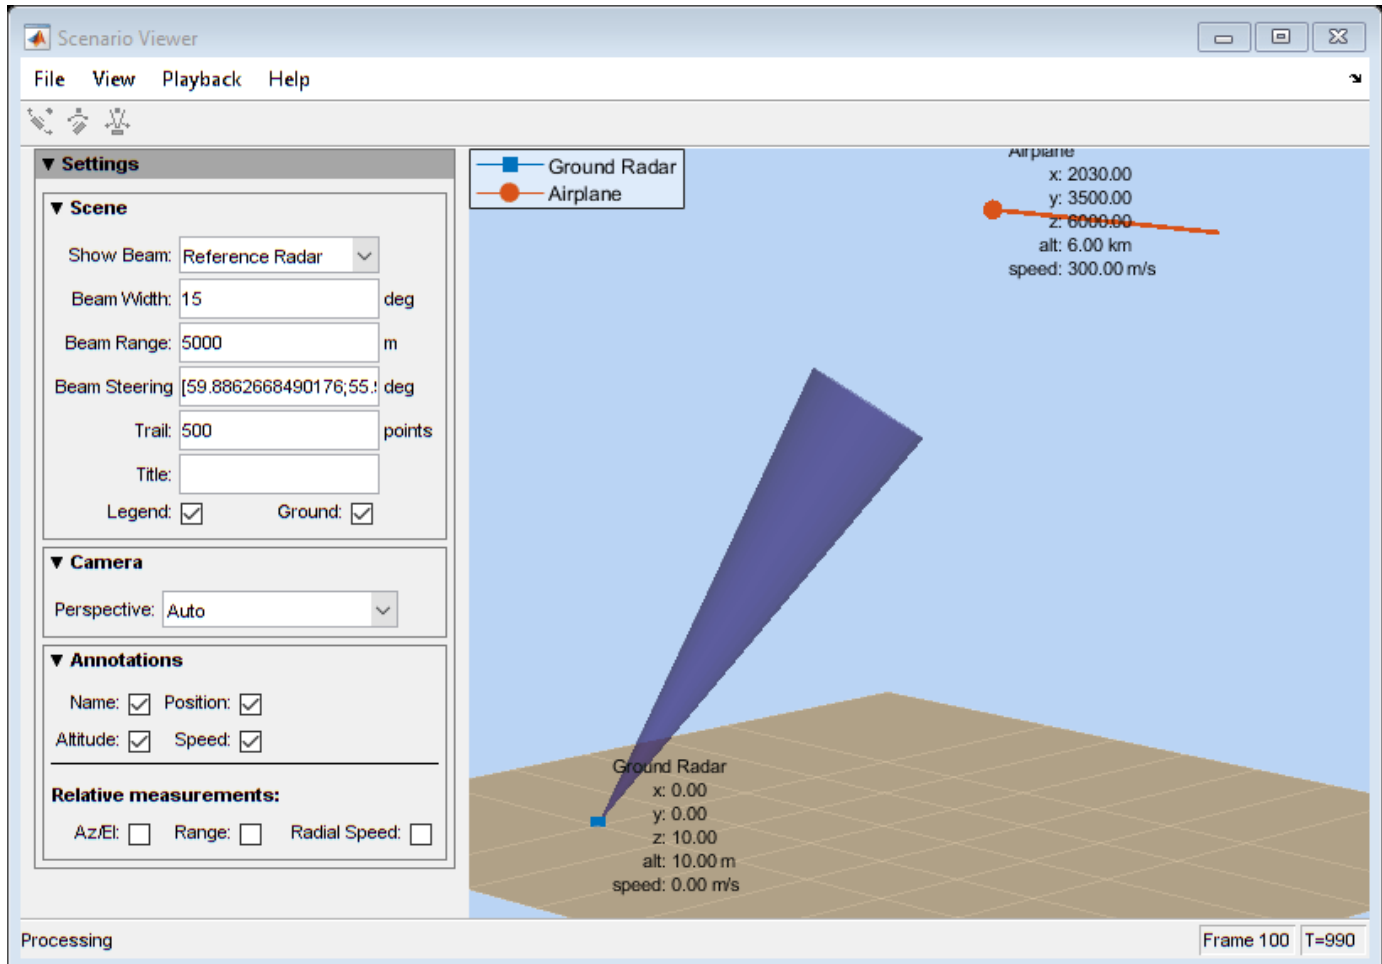 Scenario Viewer
File View Playback Help
▼ Settings
▼ Scene
Show Beam: Reference Radar
Beam Width: 15 deg
Beam Range: 5000 m
Beam Steering [59.8862668490176;55. deg
Trail: 500 points
Title:
Legend: Ground:
▼ Camera
Perspective: Auto
▼ Annotations
Name: Position:
Altitude: Speed:
Relative measurements:
Az/El: Range: Radial Speed:
Ground Radar
Airplane
Airplane
x: 2030.00
y: 3500.00
z: 6000.00
alt: 6.00 km
speed: 300.00 m/s
Ground Radar
x: 0.00
y: 0.00
z: 10.00
alt: 10.00 m
speed: 0.00 m/s
Processing
Frame 100 T=990